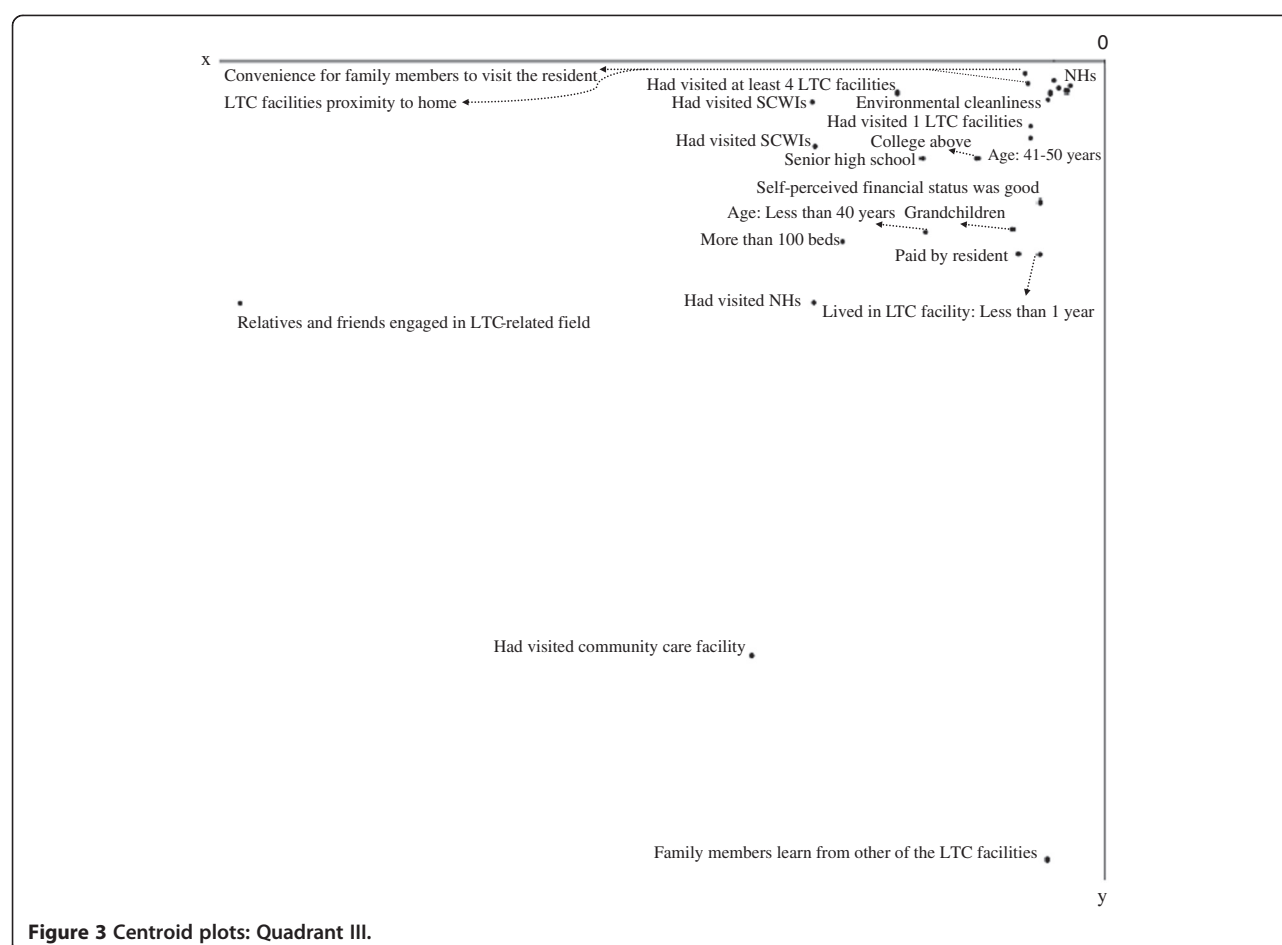 0
x
Convenience for family members to visit the resident
NHs
Had visited at least 4 LTC facilities
LTC facilities proximity to home
Had visited SCWIs
Environmental cleanliness
Had visited 1 LTC facilities
Had visited SCWIs
College above
Senior high school
Age: 41-50 years
Self-perceived financial status was good
Age: Less than 40 years
Grandchildren
More than 100 beds
Paid by resident
Had visited NHs
Lived in LTC facility: Less than 1 year
Relatives and friends engaged in LTC-related field
Had visited community care facility
Family members learn from other of the LTC facilities
y
Figure 3 Centroid plots: Quadrant III.